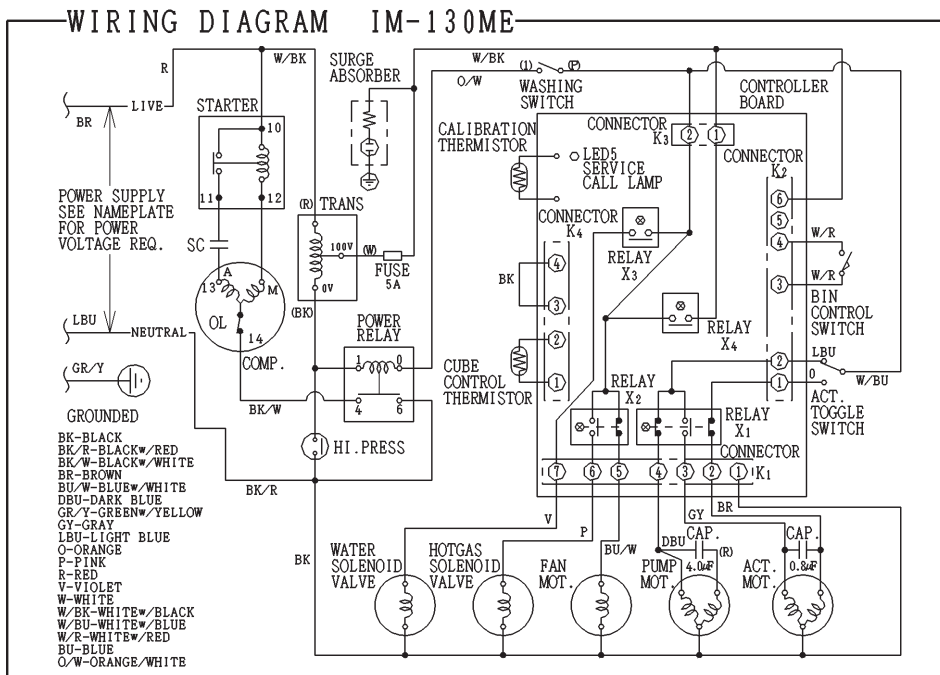 WIRING DIAGRAM IM-130ME
R
W/BK
SURGE
ABSORBER
W/BK
O/W
(1)
(P)
WASHING
SWITCH
CONTROLLER
BOARD
LIVE
BR
STARTER
10
11
12
CALIBRATION
THERMISTOR
LED5
SERVICE
CALL LAMP
CONNECTOR
K3
2
1
CONNECTOR
K2
6
5
4
3
2
1
POWER SUPPLY
SEE NAMEPLATE
FOR POWER
VOLTAGE REQ.
(R)
TRANS
100V
(W)
FUSE
5A
0V
(BK)
SC
13
A
M
OL
14
COMP.
CONNECTOR
K4
4
3
2
1
BK
RELAY
X3
RELAY
X4
W/R
W/R
BIN
CONTROL
SWITCH
LBU
NEUTRAL
POWER
RELAY
1
0
4
6
BK/W
CUBE
CONTROL
THERMISTOR
RELAY
X2
RELAY
X1
LBU
O
W/BU
ACT.
TOGGLE
SWITCH
GR/Y
GROUNDED
HI.PRESS
BK/R
CONNECTOR
K1
7
6
5
4
3
2
1
BK-BLACK
BK/R-BLACKw/RED
BK/W-BLACKw/WHITE
BR-BROWN
BU/W-BLUEw/WHITE
DBU-DARK BLUE
GR/Y-GREENw/YELLOW
GY-GRAY
LBU-LIGHT BLUE
O-ORANGE
P-PINK
R-RED
V-VIOLET
W-WHITE
W/BK-WHITEw/BLACK
W/BU-WHITEw/BLUE
W/R-WHITEw/RED
BU-BLUE
O/W-ORANGE/WHITE
BK
V
P
BU/W
DBU
GY
BR
CAP.
(R)
4.0uF
CAP.
0.8uF
WATER
SOLENOID
VALVE
HOTGAS
SOLENOID
VALVE
FAN
MOT.
PUMP
MOT.
ACT.
MOT.